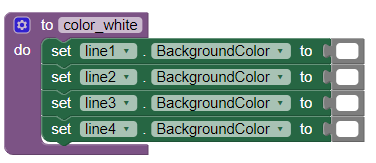 to color_white
do set line1 . BackgroundColor to
set line2 . BackgroundColor to
set line3 . BackgroundColor to
set line4 . BackgroundColor to